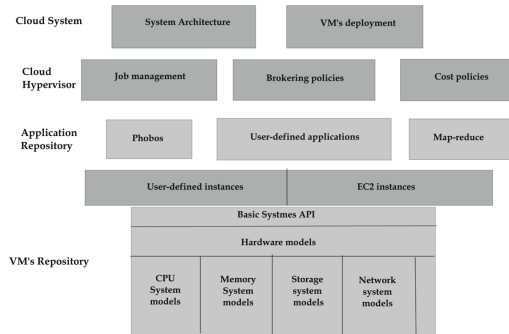 Cloud System
System Architecture
VM's deployment
Cloud
Hypervisor
Job management
Brokering policies
Cost policies
Application
Repository
Phobos
User-defined applications
Map-reduce
User-defined instances
EC2 instances
Basic Systmes API
Hardware models
VM's Repository
CPU
System
models
Memory
System
models
Storage
system
models
Network
system
models